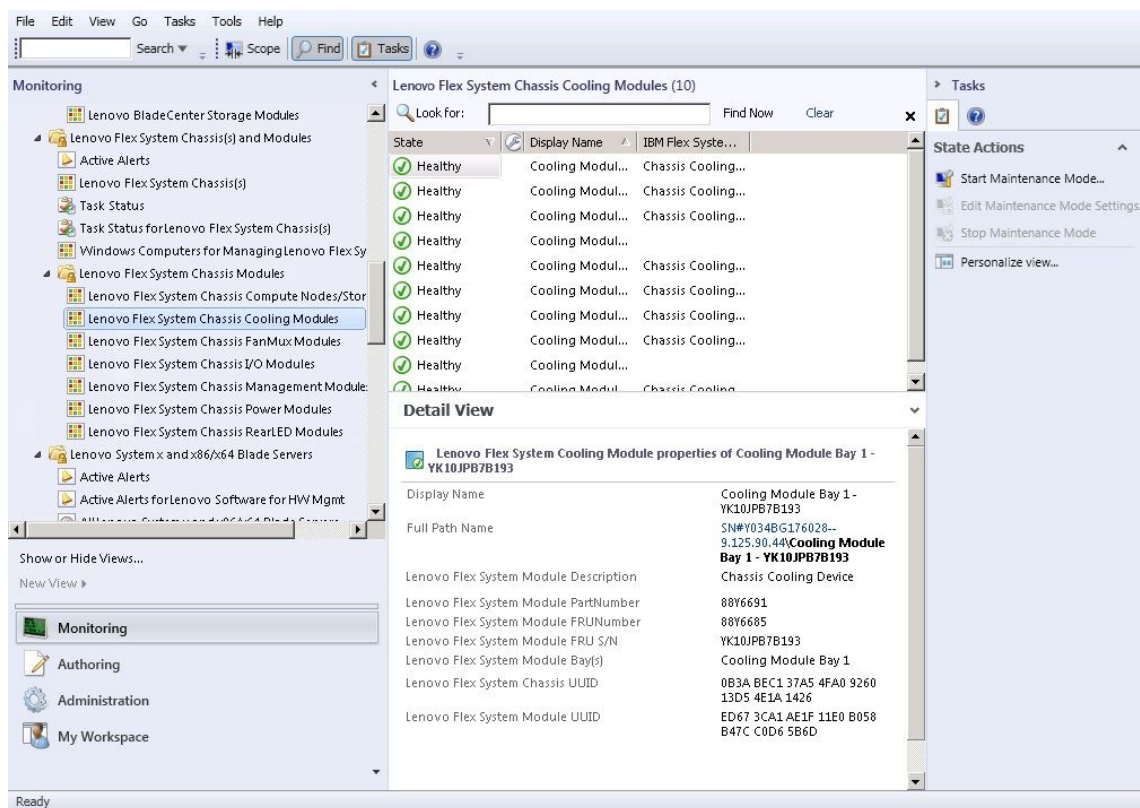 File Edit View Go Tasks Tools Help
Search Scope Find Tasks
Monitoring
Lenovo BladeCenter Storage Modules
Lenovo Flex System Chassis(s) and Modules
Active Alerts
Lenovo Flex System Chassis(s)
Task Status
Task Status for Lenovo Flex System Chassis(s)
Windows Computers for Managing Lenovo Flex Sy
Lenovo Flex System Chassis Modules
Lenovo Flex System Chassis Compute Nodes/Stor
Lenovo Flex System Chassis Cooling Modules
Lenovo Flex System Chassis FanMux Modules
Lenovo Flex System Chassis I/O Modules
Lenovo Flex System Chassis Management Module
Lenovo Flex System Chassis Power Modules
Lenovo Flex System Chassis RearLED Modules
Lenovo System x and x86/x64 Blade Servers
Active Alerts
Active Alerts for Lenovo Software for HW Mgmt
Show or Hide Views...
New View
Monitoring
Authoring
Administration
My Workspace
Lenovo Flex System Chassis Cooling Modules (10)
Look for: Find Now Clear
State Display Name IBM Flex Syste...
Healthy Cooling Modul... Chassis Cooling...
Healthy Cooling Modul... Chassis Cooling...
Healthy Cooling Modul... Chassis Cooling...
Healthy Cooling Modul...
Healthy Cooling Modul... Chassis Cooling...
Healthy Cooling Modul... Chassis Cooling...
Healthy Cooling Modul... Chassis Cooling...
Healthy Cooling Modul... Chassis Cooling...
Healthy Cooling Modul...
Healthy Cooling Modul Chassis Cooling
Detail View
Lenovo Flex System Cooling Module properties of Cooling Module Bay 1 -
YK10JPB7B193
Display Name Cooling Module Bay 1 -
YK10JPB7B193
Full Path Name SN#Y034BG176028--
9.125.90.44\Cooling Module
Bay 1 - YK10JPB7B193
Lenovo Flex System Module Description Chassis Cooling Device
Lenovo Flex System Module PartNumber 88Y6691
Lenovo Flex System Module FRUNumber 88Y6685
Lenovo Flex System Module FRU S/N YK10JPB7B193
Lenovo Flex System Module Bay(s) Cooling Module Bay 1
Lenovo Flex System Chassis UUID 0B3A BEC1 37A5 4FA0 9260
13D5 4E1A 1426
Lenovo Flex System Module UUID ED67 3CA1 AE1F 11E0 B058
B47C C0D6 5B6D
Tasks
State Actions
Start Maintenance Mode...
Edit Maintenance Mode Settings
Stop Maintenance Mode
Personalize view...
Ready